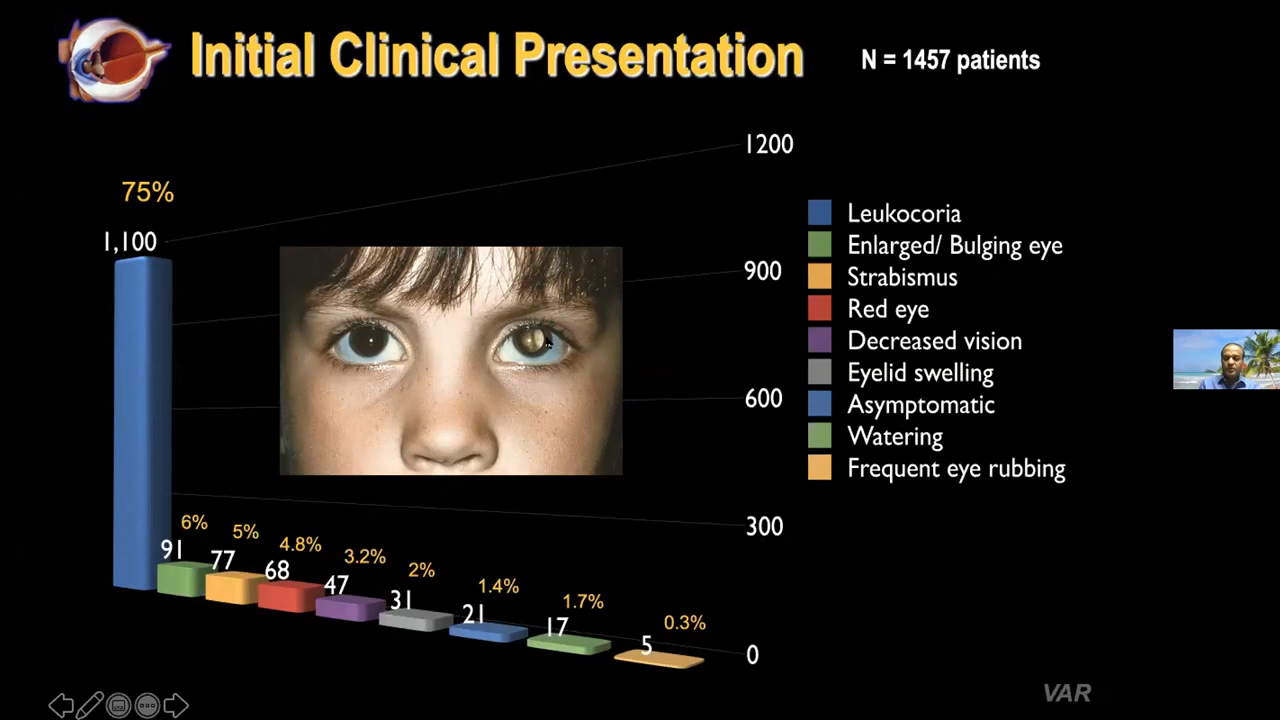 Initial Clinical Presentation
N = 1457 patients
1200
75%
1,100
Leukocoria
Enlarged/ Bulging eye
900
Strabismus
Red eye
Decreased vision
Eyelid swelling
600
Asymptomatic
Watering
Frequent eye rubbing
300
6%
5%
4.8%
3.2%
2%
1.4%
1.7%
0.3%
91
77
68
47
31
21
17
5
0
VAR